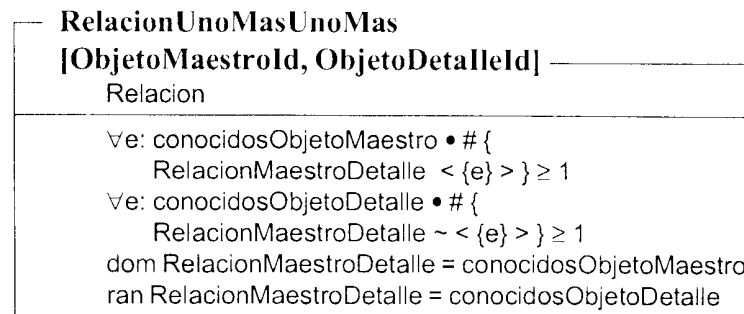 RelacionUnoMasUnoMas
[ObjetoMaestroId, ObjetoDetalleId]
Relacion
∀e: conocidosObjetoMaestro • # {
RelacionMaestroDetalle < {e} > } ≥ 1
∀e: conocidosObjetoDetalle • # {
RelacionMaestroDetalle ~ < {e} > } ≥ 1
dom RelacionMaestroDetalle = conocidosObjetoMaestro
ran RelacionMaestroDetalle = conocidosObjetoDetalle